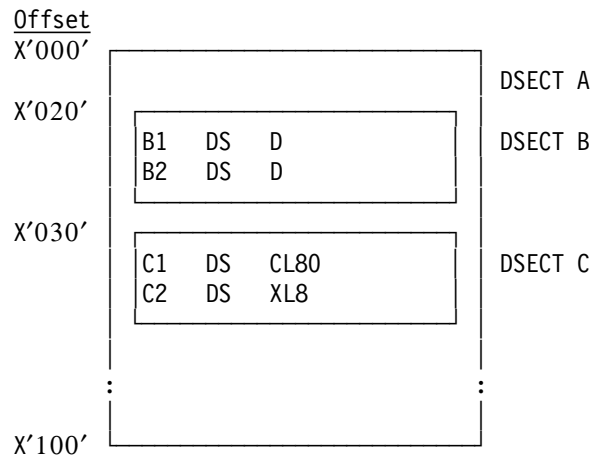 Offset
X′000′
DSECT A
X′020′
B1 DS D DSECT B
B2 DS D
X′030′
C1 DS CL80 DSECT C
C2 DS XL8
: :
X′100′